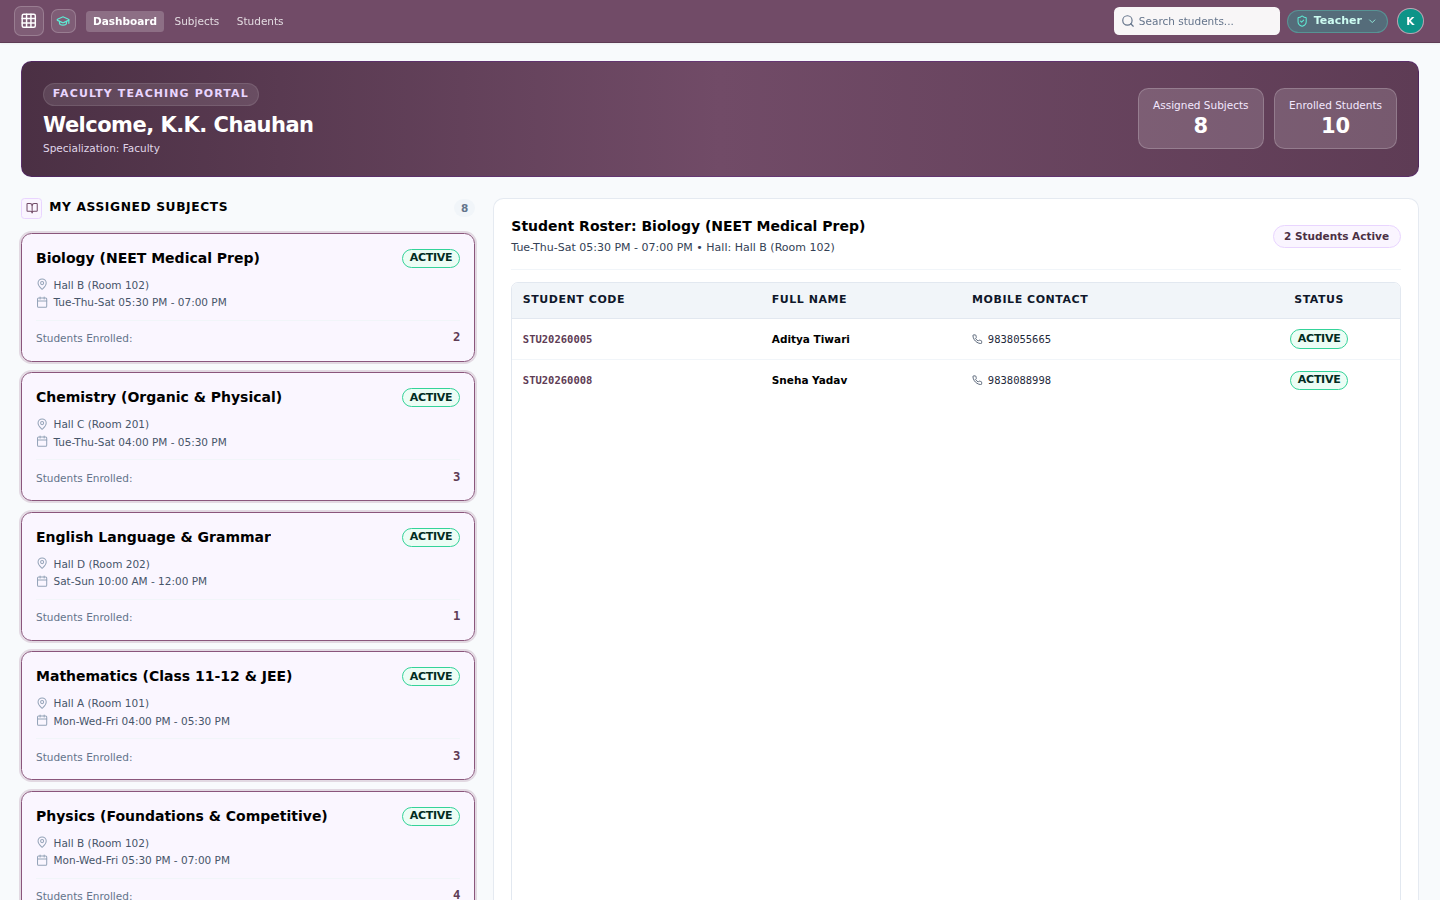 Dashboard Subjects Students Search students... Teacher K
FACULTY TEACHING PORTAL
Welcome, K.K. Chauhan
Specialization: Faculty
Assigned Subjects
8
Enrolled Students
10
MY ASSIGNED SUBJECTS 8
Biology (NEET Medical Prep) ACTIVE
Hall B (Room 102)
Tue-Thu-Sat 05:30 PM - 07:00 PM
Students Enrolled: 2
Chemistry (Organic & Physical) ACTIVE
Hall C (Room 201)
Tue-Thu-Sat 04:00 PM - 05:30 PM
Students Enrolled: 3
English Language & Grammar ACTIVE
Hall D (Room 202)
Sat-Sun 10:00 AM - 12:00 PM
Students Enrolled: 1
Mathematics (Class 11-12 & JEE) ACTIVE
Hall A (Room 101)
Mon-Wed-Fri 04:00 PM - 05:30 PM
Students Enrolled: 3
Physics (Foundations & Competitive) ACTIVE
Hall B (Room 102)
Mon-Wed-Fri 05:30 PM - 07:00 PM
Students Enrolled: 4
Student Roster: Biology (NEET Medical Prep)
Tue-Thu-Sat 05:30 PM - 07:00 PM • Hall: Hall B (Room 102)
2 Students Active
STUDENT CODE FULL NAME MOBILE CONTACT STATUS
STU20260005 Aditya Tiwari 9838055665 ACTIVE
STU20260008 Sneha Yadav 9838088998 ACTIVE